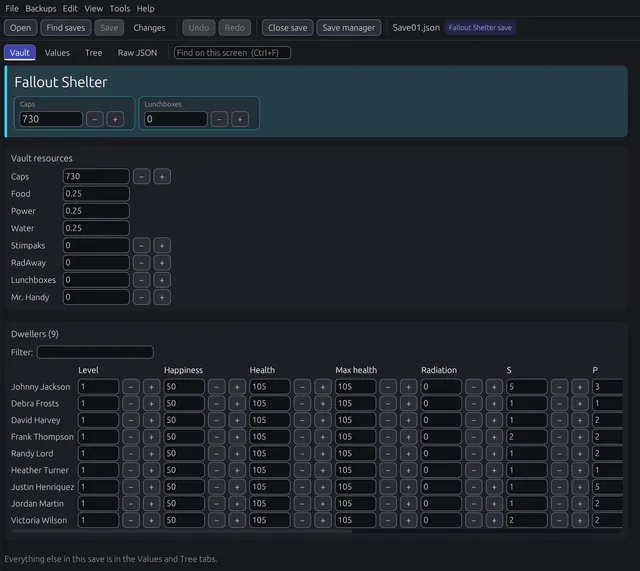 File Backups Edit View Tools Help
Open Find saves Save Changes Undo Redo Close save Save manager Save01.json Fallout Shelter save
Vault Values Tree Raw JSON Find on this screen (Ctrl+F)
Fallout Shelter
Caps Lunchboxes
730 − + 0 − +
Vault resources
Caps 730 − +
Food 0.25
Power 0.25
Water 0.25
Stimpaks 0 − +
RadAway 0 − +
Lunchboxes 0 − +
Mr. Handy 0 − +
Dwellers (9)
Filter:
Level Happiness Health Max health Radiation S P
Johnny Jackson 1 − + 50 − + 105 − + 105 − + 0 − + 5 − + 3
Debra Frosts 1 − + 50 − + 105 − + 105 − + 0 − + 1 − + 1
David Harvey 1 − + 50 − + 105 − + 105 − + 0 − + 1 − + 2
Frank Thompson 1 − + 50 − + 105 − + 105 − + 0 − + 2 − + 2
Randy Lord 1 − + 50 − + 105 − + 105 − + 0 − + 1 − + 2
Heather Turner 1 − + 50 − + 105 − + 105 − + 0 − + 1 − + 1
Justin Henriquez 1 − + 50 − + 105 − + 105 − + 0 − + 1 − + 5
Jordan Martin 1 − + 50 − + 105 − + 105 − + 0 − + 2 − + 2
Victoria Wilson 1 − + 50 − + 105 − + 105 − + 0 − + 2 − + 2
Everything else in this save is in the Values and Tree tabs.